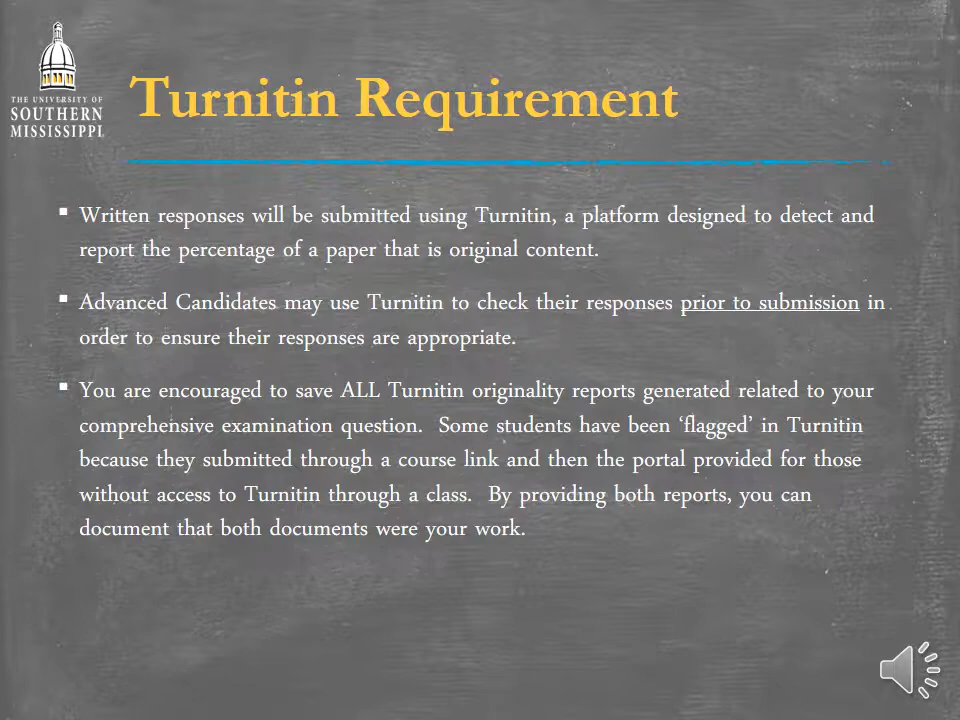 THE UNIVERSITY OF
SOUTHERN
MISSISSIPPI
Turnitin Requirement
▪ Written responses will be submitted using Turnitin, a platform designed to detect and
report the percentage of a paper that is original content.
▪ Advanced Candidates may use Turnitin to check their responses prior to submission in
order to ensure their responses are appropriate.
▪ You are encouraged to save ALL Turnitin originality reports generated related to your
comprehensive examination question.  Some students have been ‘flagged’ in Turnitin
because they submitted through a course link and then the portal provided for those
without access to Turnitin through a class.  By providing both reports, you can
document that both documents were your work.